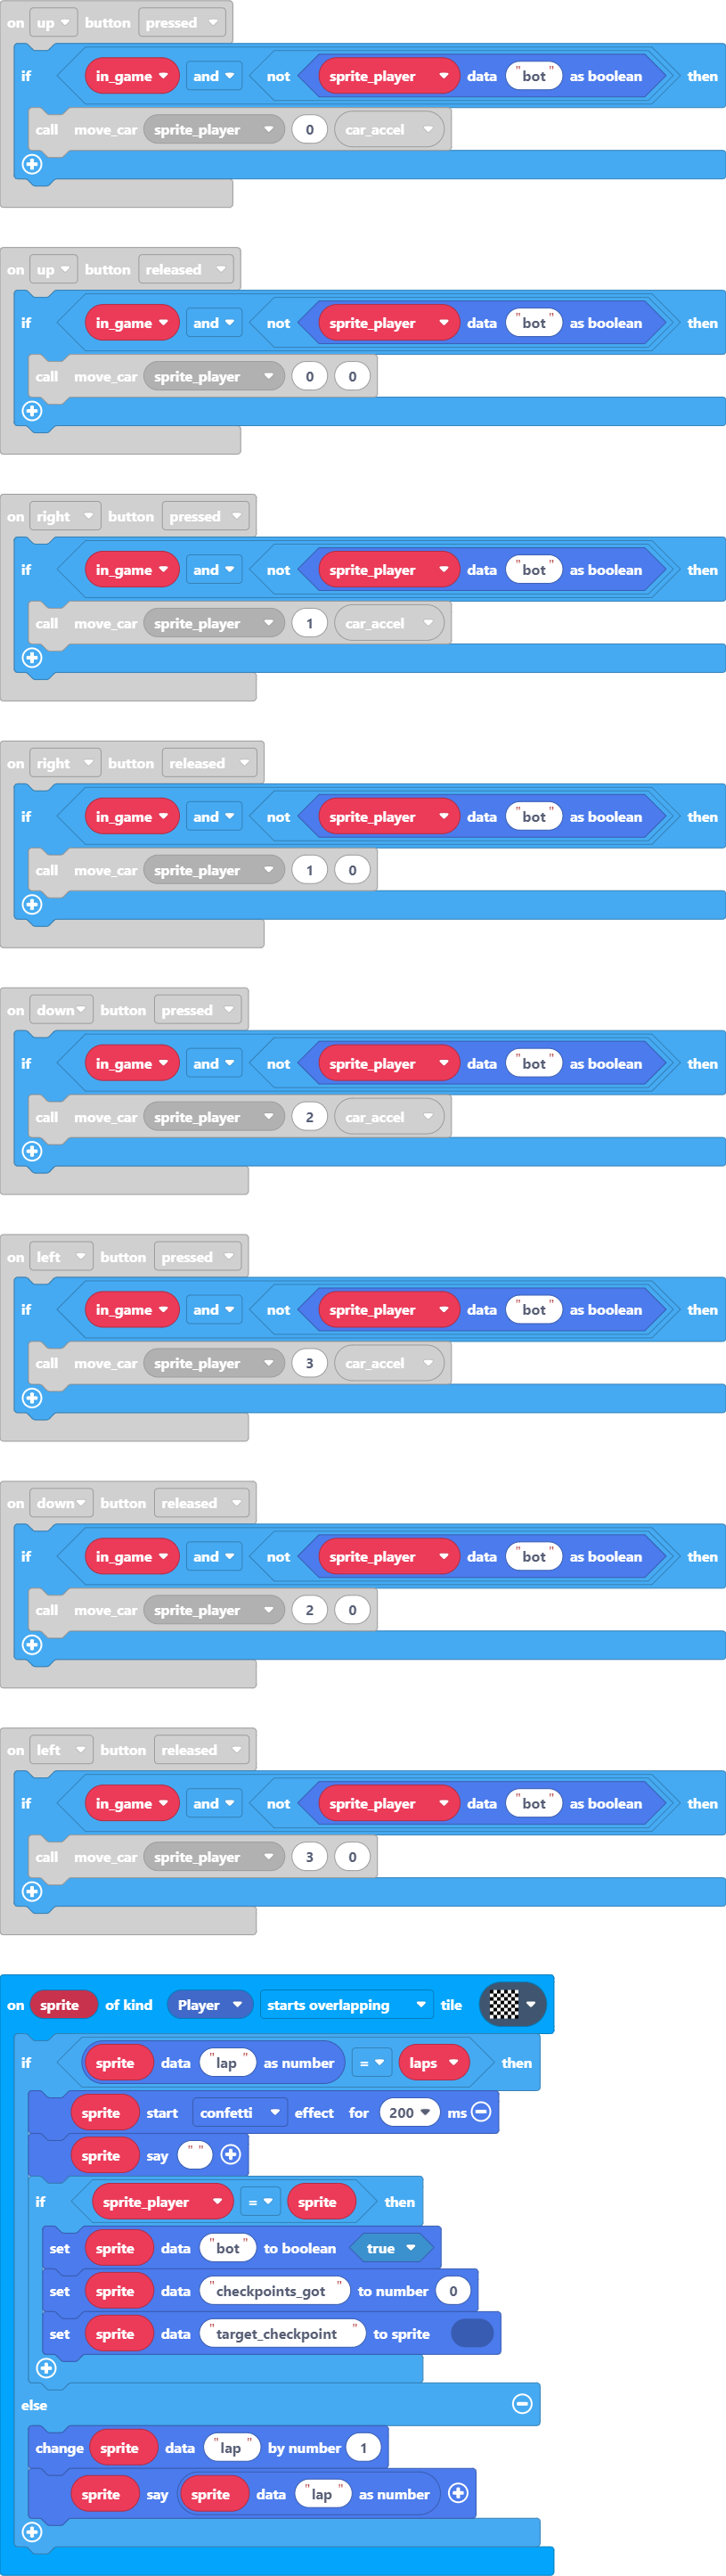 on up button pressed
if in_game and not sprite_player data "bot" as boolean then
call move_car sprite_player 0 car_accel
on up button released
if in_game and not sprite_player data "bot" as boolean then
call move_car sprite_player 0 0
on right button pressed
if in_game and not sprite_player data "bot" as boolean then
call move_car sprite_player 1 car_accel
on right button released
if in_game and not sprite_player data "bot" as boolean then
call move_car sprite_player 1 0
on down button pressed
if in_game and not sprite_player data "bot" as boolean then
call move_car sprite_player 2 car_accel
on left button pressed
if in_game and not sprite_player data "bot" as boolean then
call move_car sprite_player 3 car_accel
on down button released
if in_game and not sprite_player data "bot" as boolean then
call move_car sprite_player 2 0
on left button released
if in_game and not sprite_player data "bot" as boolean then
call move_car sprite_player 3 0
on sprite of kind Player starts overlapping tile
if sprite data "lap" as number = laps then
sprite start confetti effect for 200 ms
sprite say " "
if sprite_player = sprite then
set sprite data "bot" to boolean true
set sprite data "checkpoints_got" to number 0
set sprite data "target_checkpoint" to sprite
else
change sprite data "lap" by number 1
sprite say sprite data "lap" as number